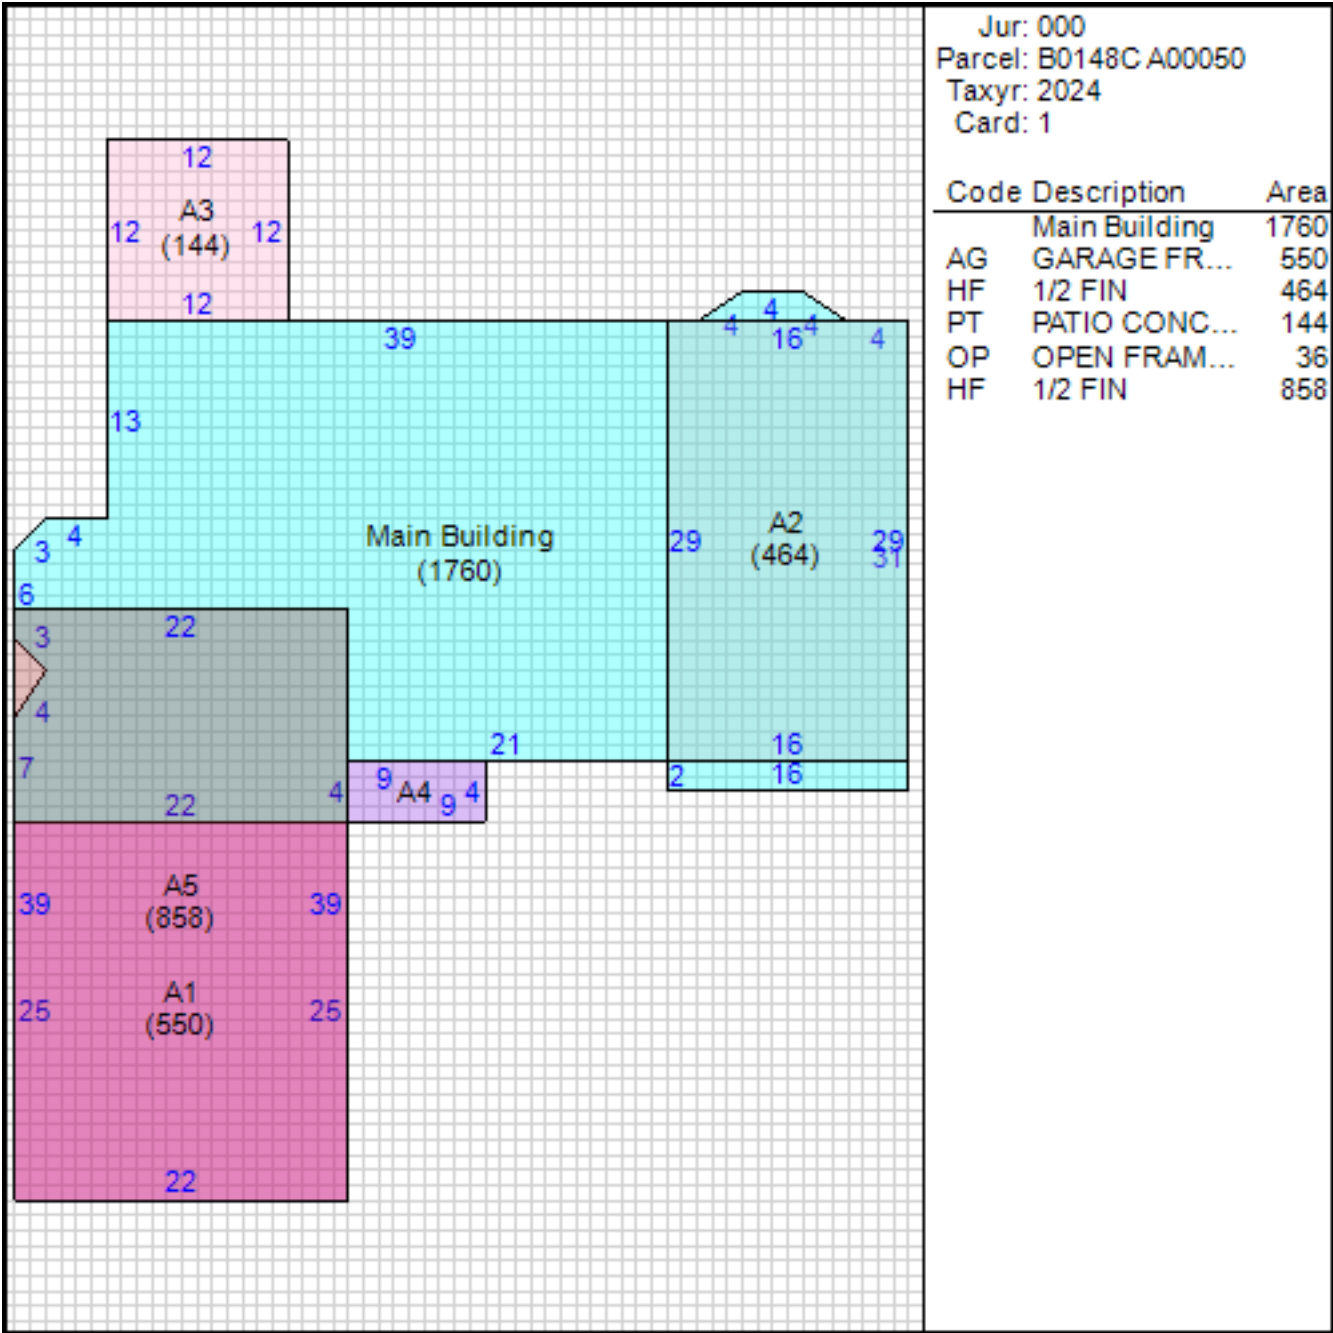 Jur: 000
Parcel: B0148C A00050
Taxyr: 2024
Card: 1
Code Description Area
Main Building 1760
AG GARAGE FR... 550
HF 1/2 FIN 464
PT PATIO CONC... 144
OP OPEN FRAM... 36
HF 1/2 FIN 858
12
A3
12 (144) 12
12
4
4 4
39 16 4
13
4
3
Main Building
(1760)
A2
(464)
29 29
31
6
22
3
4
7
21 16
2 16
9 A4 9 4
4
22
A5
(858)
39 39
A1
(550)
25 25
22